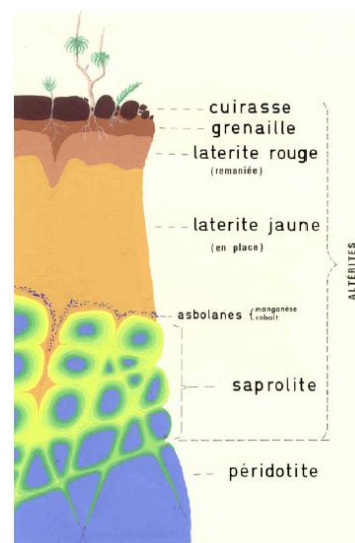 cuirasse
grenaille
laterite rouge
(remaniée)
laterite jaune
(en place)
asbolanes { manganèse
cobalt
saprolite
péridotite
ALTÉRITES